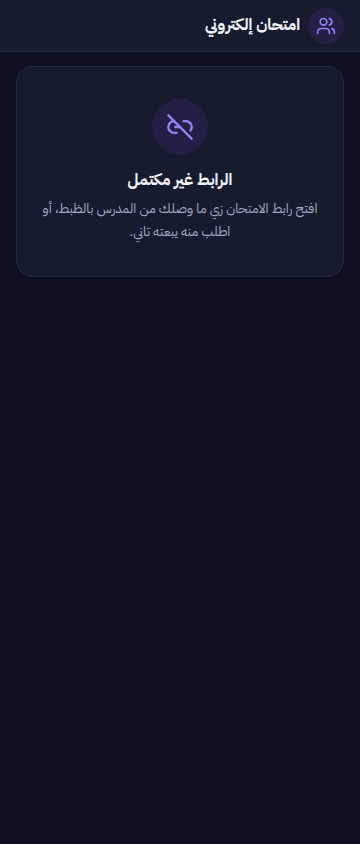 امتحان إلكتروني
الرابط غير مكتمل
افتح رابط الامتحان زي ما وصلك من المدرس بالظبط، أو
اطلب منه يبعته تاني.